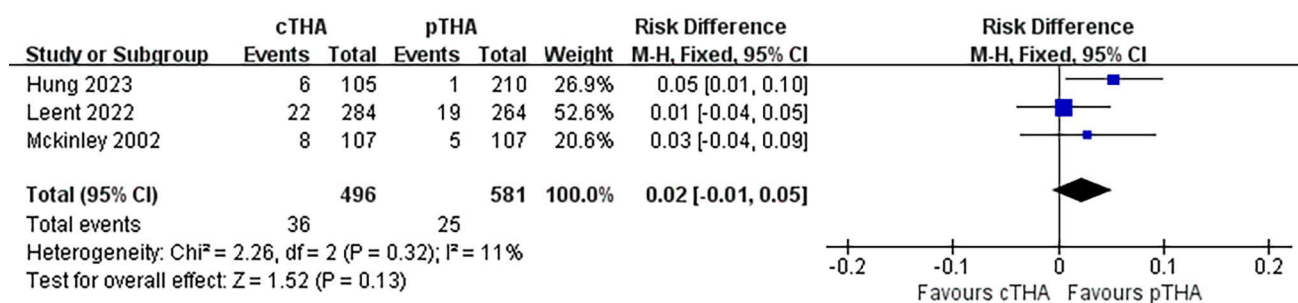 cTHA pTHA Risk Difference Risk Difference
Study or Subgroup Events Total Events Total Weight M-H, Fixed, 95% CI M-H, Fixed, 95% CI
Hung 2023 6 105 1 210 26.9% 0.05 [0.01, 0.10]
Leent 2022 22 284 19 264 52.6% 0.01 [-0.04, 0.05]
Mckinley 2002 8 107 5 107 20.6% 0.03 [-0.04, 0.09]
Total (95% CI) 496 581 100.0% 0.02 [-0.01, 0.05]
Total events 36 25
Heterogeneity: Chi² = 2.26, df = 2 (P = 0.32); I² = 11%
Test for overall effect: Z = 1.52 (P = 0.13)
-0.2 -0.1 0 0.1 0.2
Favours cTHA Favours pTHA